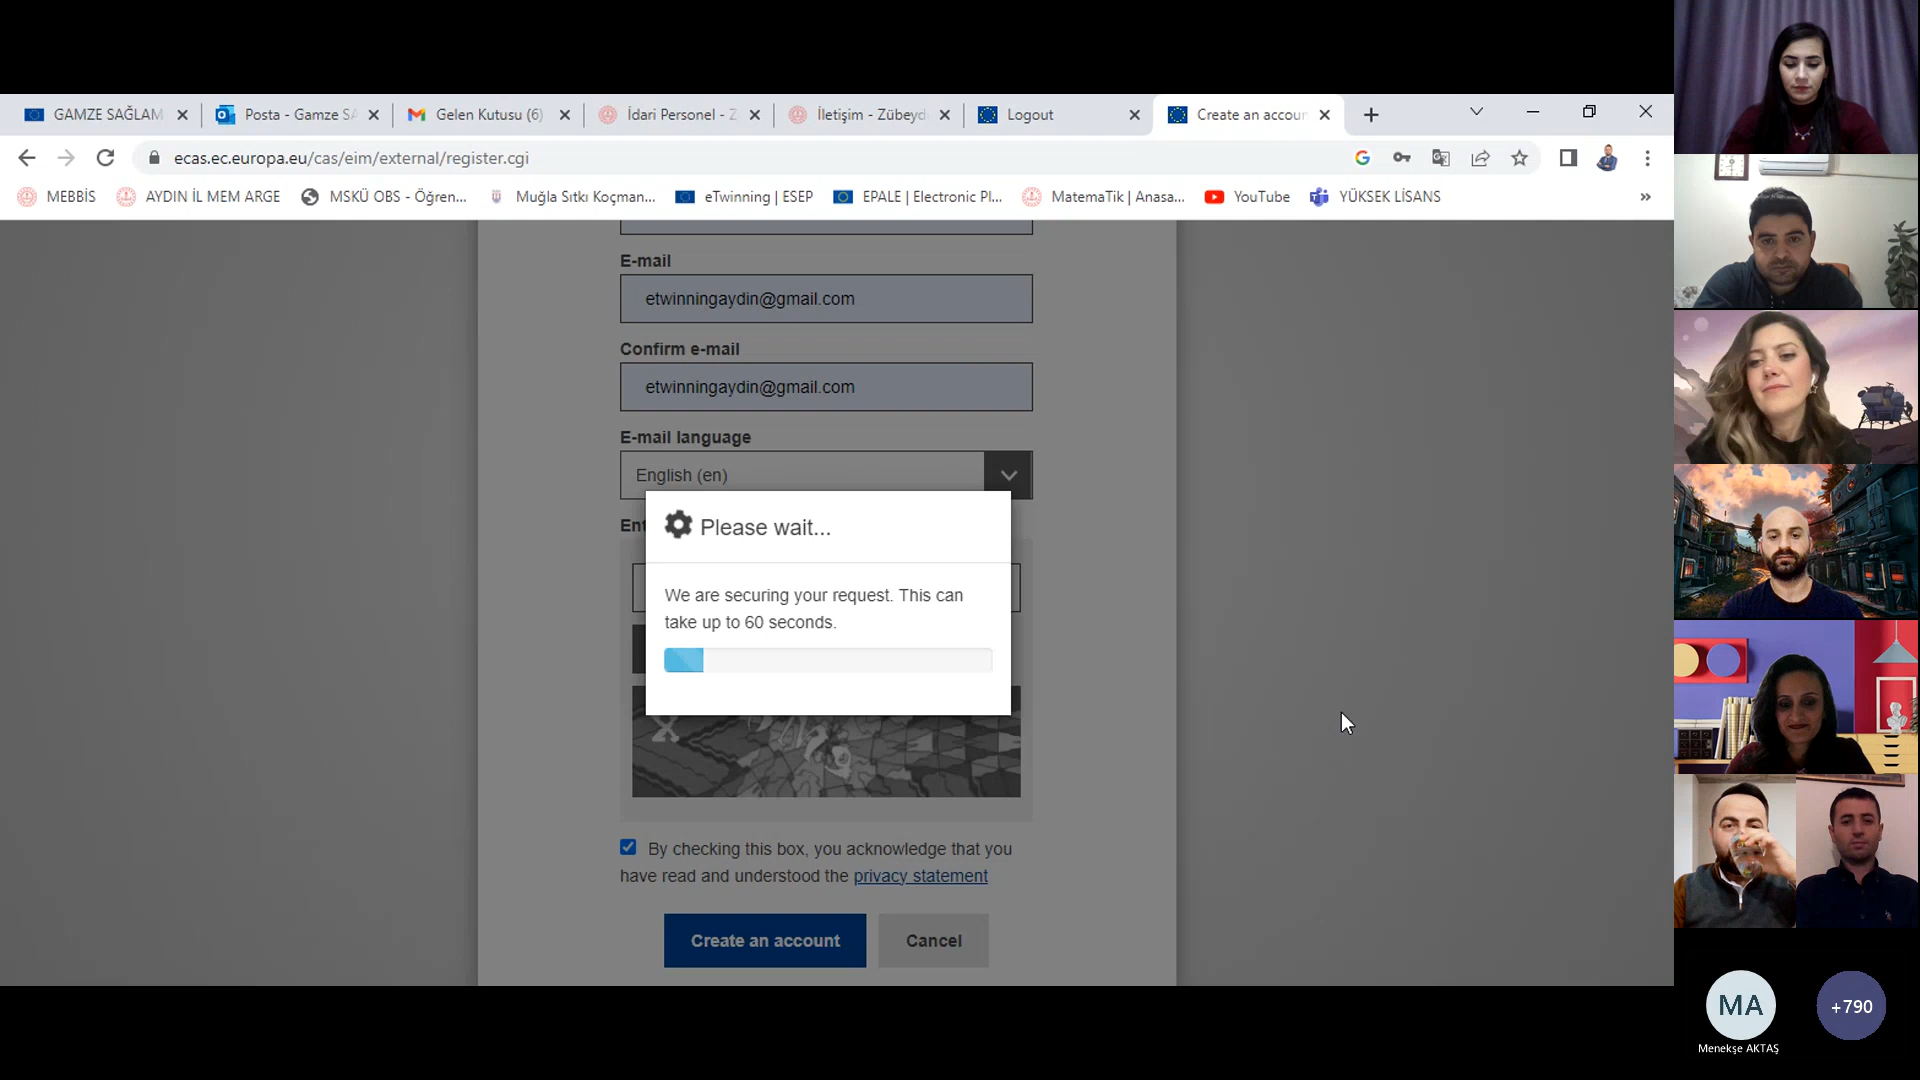 GAMZE SAĞLAM
Posta - Gamze SA
Gelen Kutusu (6)
İdari Personel - Z
İletişim - Zübeyd
Logout
Create an accour
ecas.ec.europa.eu/cas/eim/external/register.cgi
MEBBİS
AYDIN İL MEM ARGE
MSKÜ OBS - Öğren...
Muğla Sıtkı Koçman...
eTwinning | ESEP
EPALE | Electronic Pl...
MatemaTik | Anasa...
YouTube
YÜKSEK LİSANS
E-mail
etwinningaydin@gmail.com
Confirm e-mail
etwinningaydin@gmail.com
E-mail language
English (en)
Ent
Please wait...
We are securing your request. This can
take up to 60 seconds.
By checking this box, you acknowledge that you
have read and understood the privacy statement
Create an account
Cancel
MA
+790
Menekşe AKTAŞ